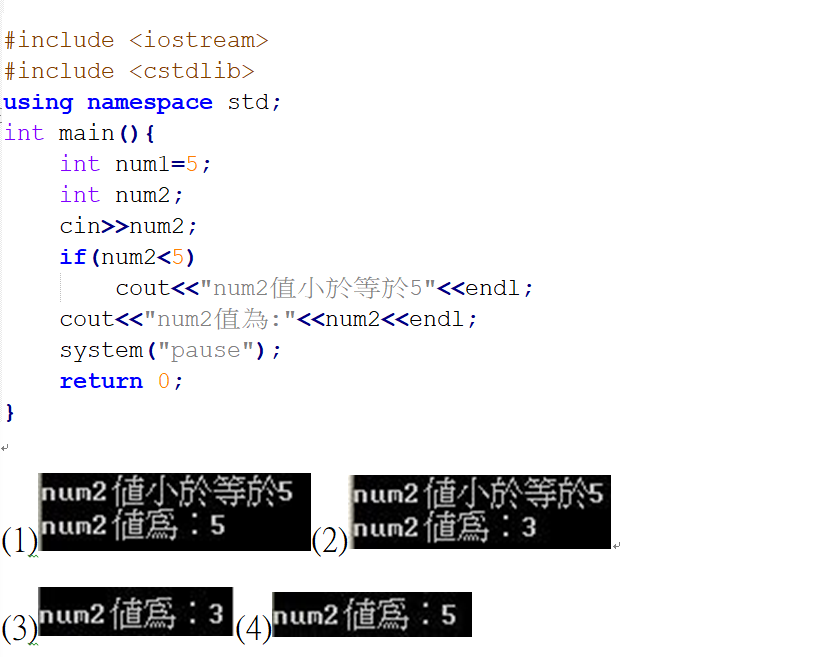 #include <iostream>
#include <cstdlib>
using namespace std;
int main(){
    int num1=5;
    int num2;
    cin>>num2;
    if(num2<5)
        cout<<"num2值小於等於5"<<endl;
    cout<<"num2值為:"<<num2<<endl;
    system("pause");
    return 0;
}
(1) num2值小於等於5
num2值爲：5
(2) num2值小於等於5
num2值爲：3
(3) num2值爲：3
(4) num2值爲：5